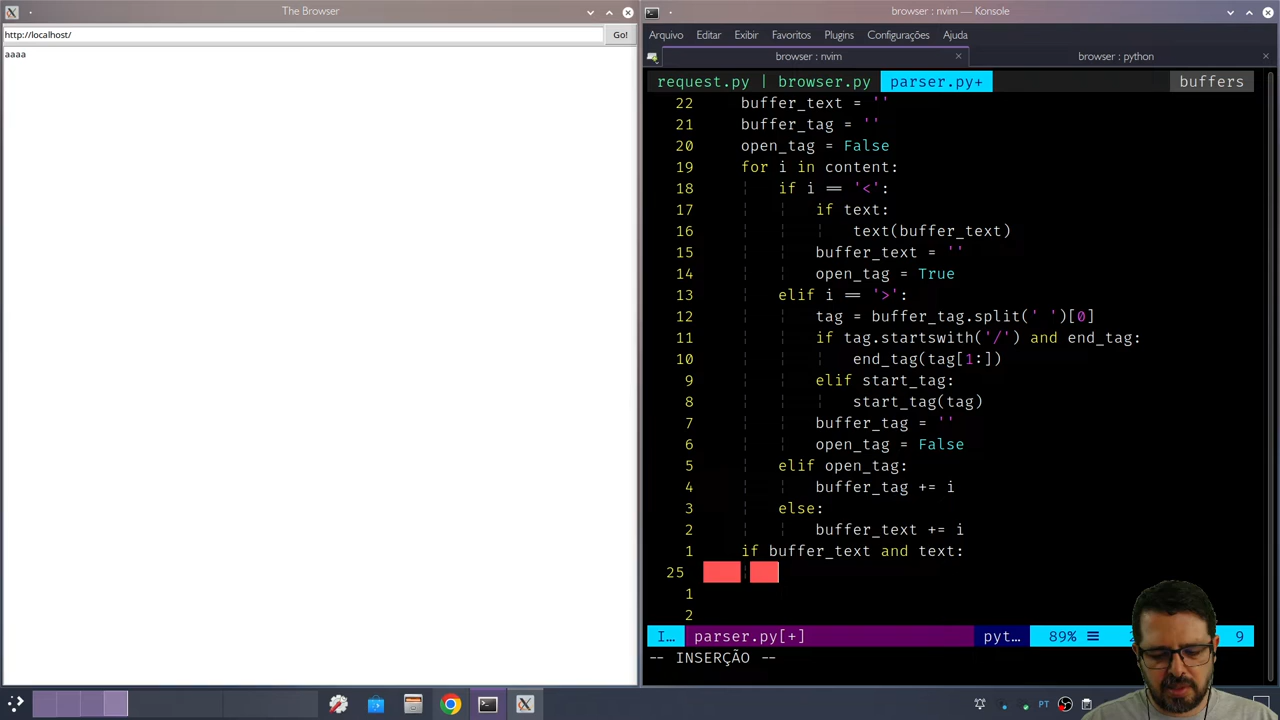 The Browser
http://localhost/
Go!
aaaa
browser : nvim — Konsole
Arquivo Editar Exibir Favoritos Plugins Configurações Ajuda
browser : nvim
browser : python
request.py | browser.py parser.py+ buffers
22 buffer_text = ''
21 buffer_tag = ''
20 open_tag = False
19 for i in content:
18 if i == '<':
17 if text:
16 text(buffer_text)
15 buffer_text = ''
14 open_tag = True
13 elif i == '>':
12 tag = buffer_tag.split(' ')[0]
11 if tag.startswith('/') and end_tag:
10 end_tag(tag[1:])
9 elif start_tag:
8 start_tag(tag)
7 buffer_tag = ''
6 open_tag = False
5 elif open_tag:
4 buffer_tag += i
3 else:
2 buffer_text += i
1 if buffer_text and text:
25
1
2
I… parser.py[+] pyt… 89% 9
-- INSERÇÃO --
PT